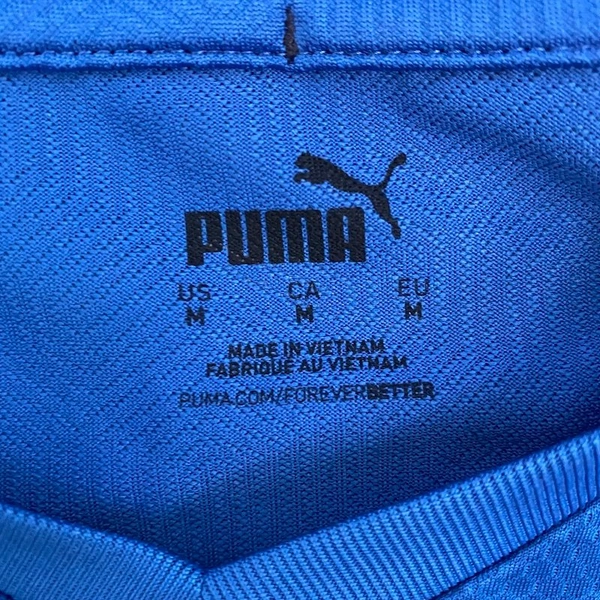 PUMA
US CA EU
M M M
MADE IN VIETNAM
FABRIQUÉ AU VIETNAM
PUMA.COM/FOREVERBETTER